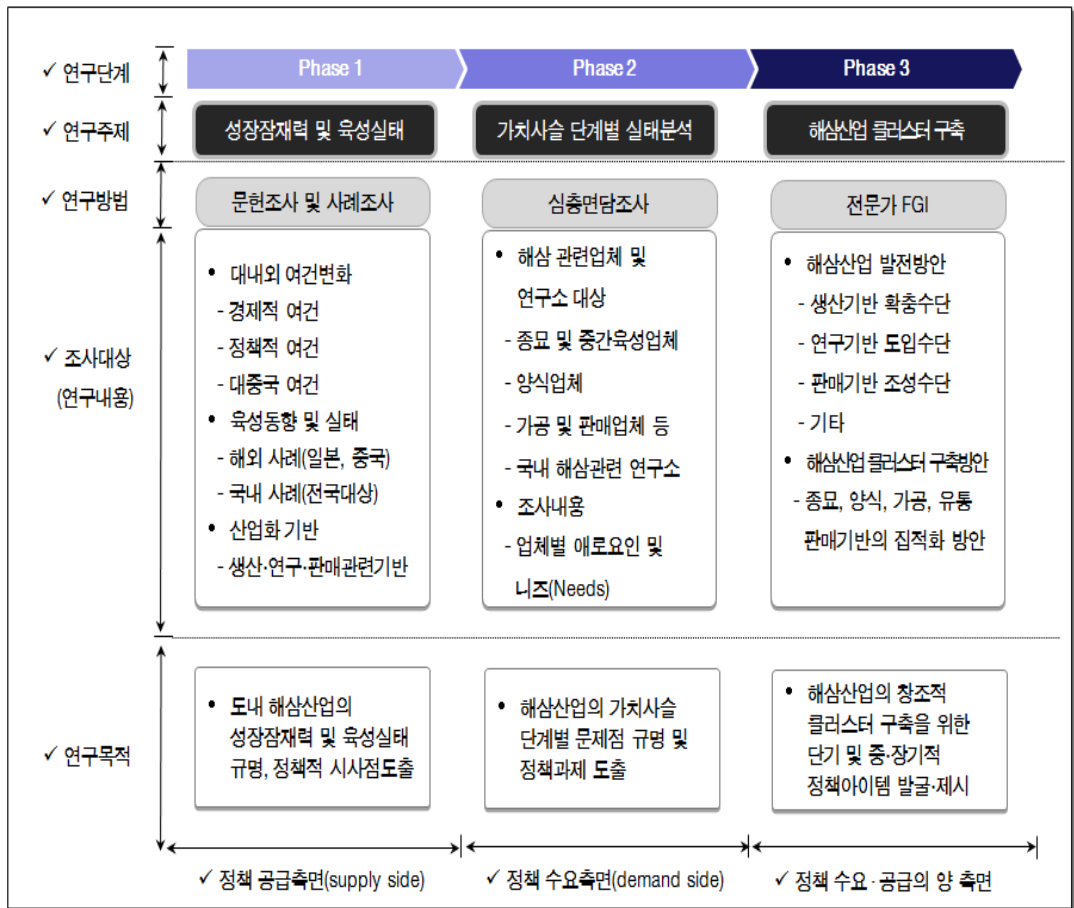 ✓ 연구단계
Phase 1
Phase 2
Phase 3
✓ 연구주제
성장잠재력 및 육성실태
가치사슬 단계별 실태분석
해삼산업 클러스터 구축
✓ 연구방법
문헌조사 및 사례조사
심층면담조사
전문가 FGI
✓ 조사대상
(연구내용)
• 대내외 여건변화
- 경제적 여건
- 정책적 여건
- 대중국 여건
• 육성동향 및 실태
- 해외 사례(일본, 중국)
- 국내 사례(전국대상)
• 산업화 기반
- 생산·연구·판매관련기반
• 해삼 관련업체 및
연구소 대상
- 종묘 및 중간육성업체
- 양식업체
- 가공 및 판매업체 등
- 국내 해삼관련 연구소
• 조사내용
- 업체별 애로요인 및
니즈(Needs)
• 해삼산업 발전방안
- 생산기반 확충수단
- 연구기반 도입수단
- 판매기반 조성수단
- 기타
• 해삼산업 클러스터 구축방안
- 종묘, 양식, 가공, 유통
판매기반의 집적화 방안
✓ 연구목적
• 도내 해삼산업의
성장잠재력 및 육성실태
규명, 정책적 시사점도출
• 해삼산업의 가치사슬
단계별 문제점 규명 및
정책과제 도출
• 해삼산업의 창조적
클러스터 구축을 위한
단기 및 중·장기적
정책아이템 발굴·제시
✓ 정책 공급측면(supply side)
✓ 정책 수요측면(demand side)
✓ 정책 수요·공급의 양 측면